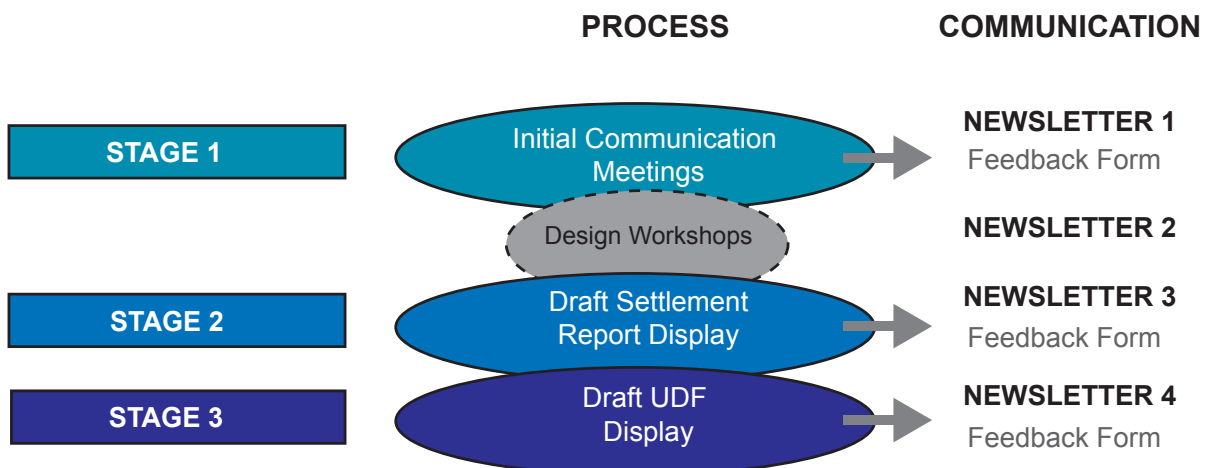 PROCESS
COMMUNICATION
STAGE 1
Initial Communication
Meetings
NEWSLETTER 1
Feedback Form
Design Workshops
NEWSLETTER 2
STAGE 2
Draft Settlement
Report Display
NEWSLETTER 3
Feedback Form
STAGE 3
Draft UDF
Display
NEWSLETTER 4
Feedback Form